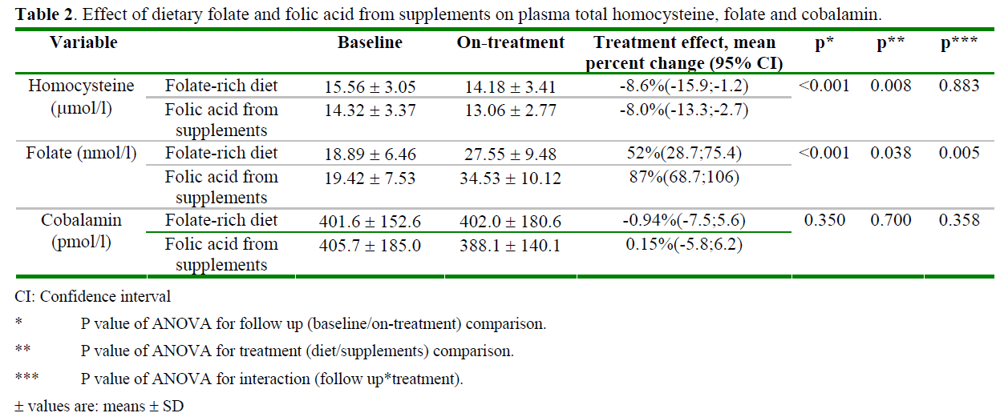 Table 2. Effect of dietary folate and folic acid from supplements on plasma total homocysteine, folate and cobalamin.
Variable Baseline On-treatment Treatment effect, mean percent change (95% CI) p* p** p***
Homocysteine (μmol/l) Folate-rich diet 15.56 ± 3.05 14.18 ± 3.41 -8.6%(-15.9;-1.2) <0.001 0.008 0.883
Folic acid from supplements 14.32 ± 3.37 13.06 ± 2.77 -8.0%(-13.3;-2.7)
Folate (nmol/l) Folate-rich diet 18.89 ± 6.46 27.55 ± 9.48 52%(28.7;75.4) <0.001 0.038 0.005
Folic acid from supplements 19.42 ± 7.53 34.53 ± 10.12 87%(68.7;106)
Cobalamin (pmol/l) Folate-rich diet 401.6 ± 152.6 402.0 ± 180.6 -0.94%(-7.5;5.6) 0.350 0.700 0.358
Folic acid from supplements 405.7 ± 185.0 388.1 ± 140.1 0.15%(-5.8;6.2)
CI: Confidence interval
* P value of ANOVA for follow up (baseline/on-treatment) comparison.
** P value of ANOVA for treatment (diet/supplements) comparison.
*** P value of ANOVA for interaction (follow up*treatment).
± values are: means ± SD